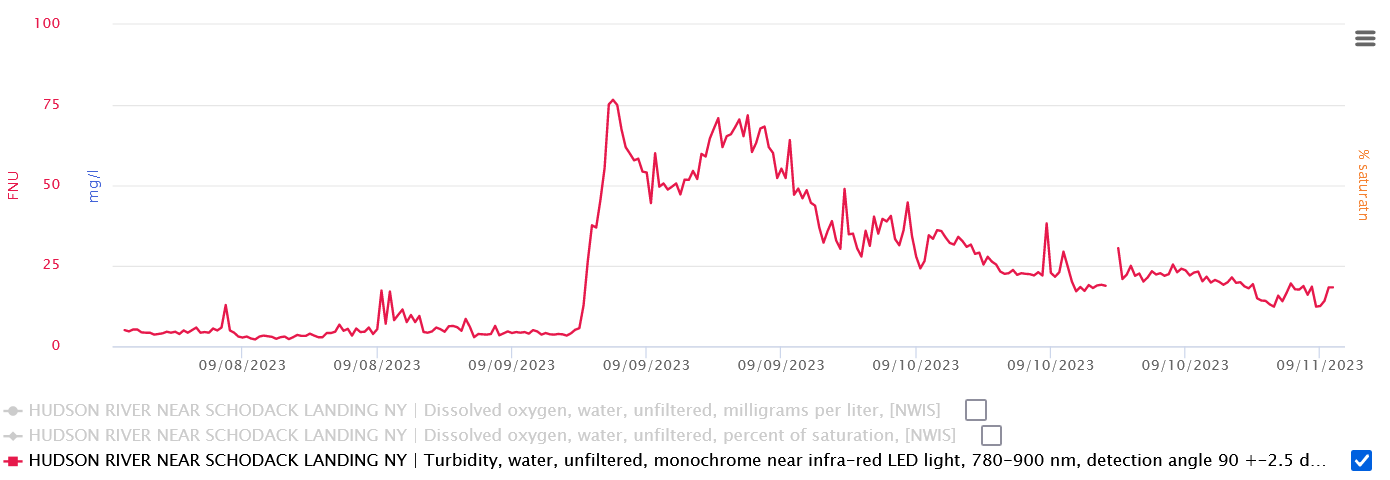 100
75
50
25
0
FNU
mg/l
% saturatn
09/08/2023 09/08/2023 09/09/2023 09/09/2023 09/09/2023 09/10/2023 09/10/2023 09/10/2023 09/11/2023
HUDSON RIVER NEAR SCHODACK LANDING NY | Dissolved oxygen, water, unfiltered, milligrams per liter, [NWIS]
HUDSON RIVER NEAR SCHODACK LANDING NY | Dissolved oxygen, water, unfiltered, percent of saturation, [NWIS]
HUDSON RIVER NEAR SCHODACK LANDING NY | Turbidity, water, unfiltered, monochrome near infra-red LED light, 780-900 nm, detection angle 90 +-2.5 d...